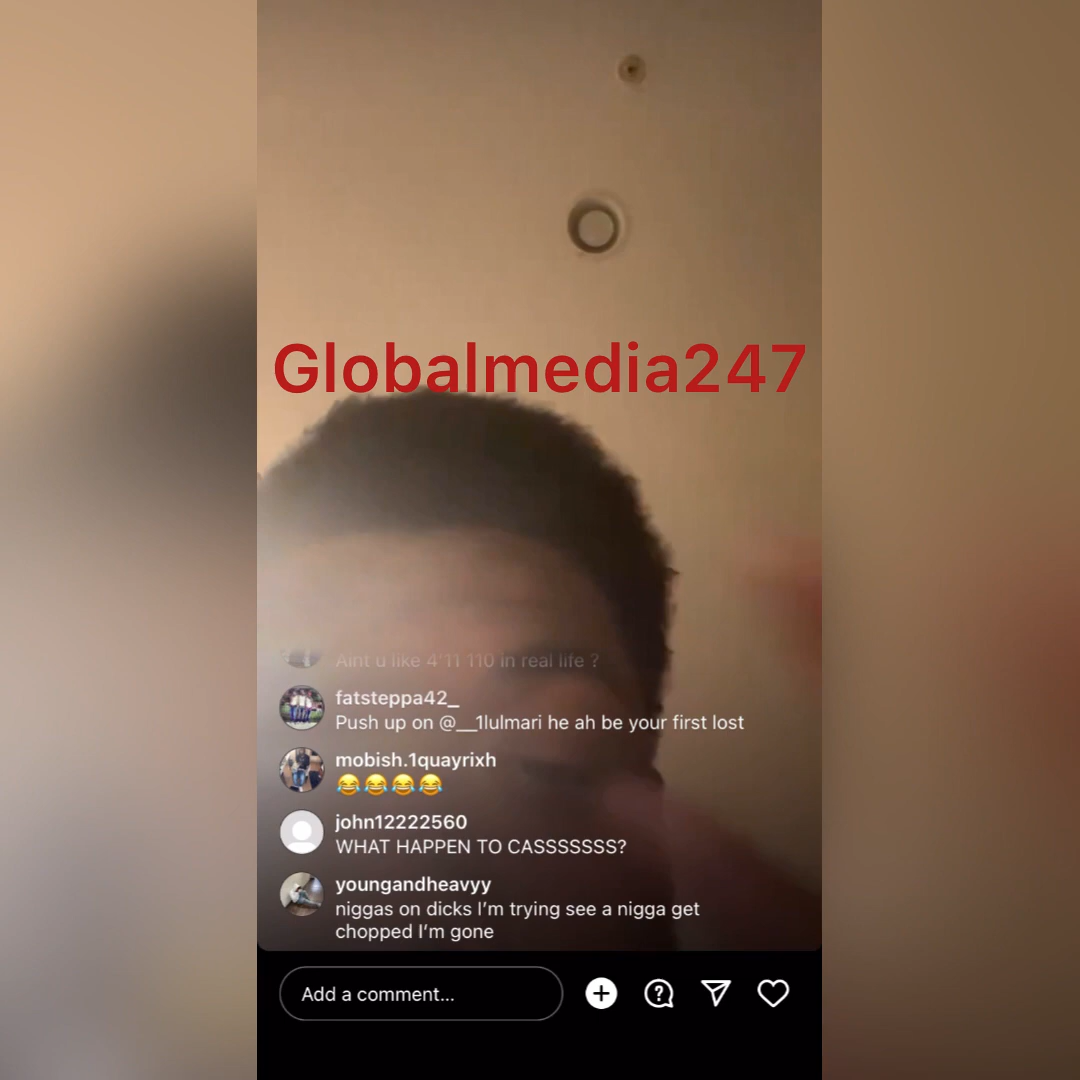 Globalmedia247
Aint u like 4'11 110 in real life ?
fatsteppa42_
Push up on @__1lulmari he ah be your first lost
mobish.1quayrixh
😂😂😂😂
john12222560
WHAT HAPPEN TO CASSSSSSS?
youngandheavyy
niggas on dicks I'm trying see a nigga get
chopped I'm gone
Add a comment...